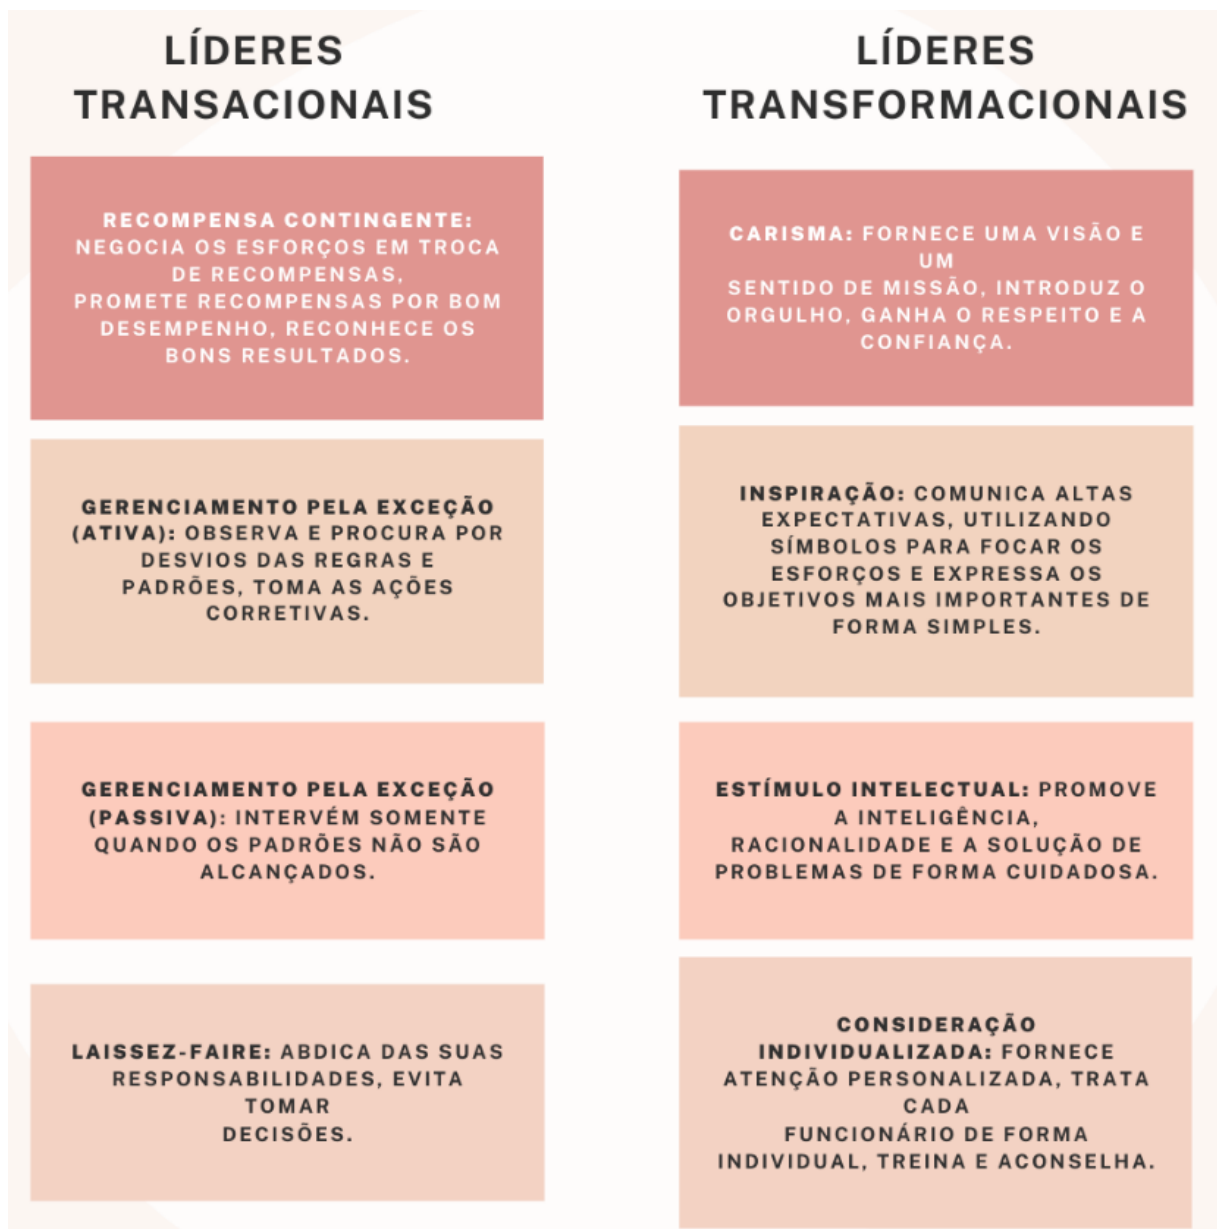 LÍDERES
TRANSACIONAIS
RECOMPENSA CONTINGENTE:
NEGOCIA OS ESFORÇOS EM TROCA
DE RECOMPENSAS,
PROMETE RECOMPENSAS POR BOM
DESEMPENHO, RECONHECE OS
BONS RESULTADOS.
GERENCIAMENTO PELA EXCEÇÃO
(ATIVA): OBSERVA E PROCURA POR
DESVIOS DAS REGRAS E
PADRÕES, TOMA AS AÇÕES
CORRETIVAS.
GERENCIAMENTO PELA EXCEÇÃO
(PASSIVA): INTERVÉM SOMENTE
QUANDO OS PADRÕES NÃO SÃO
ALCANÇADOS.
LAISSEZ-FAIRE: ABDICA DAS SUAS
RESPONSABILIDADES, EVITA
TOMAR
DECISÕES.
LÍDERES
TRANSFORMACIONAIS
CARISMA: FORNECE UMA VISÃO E
UM
SENTIDO DE MISSÃO, INTRODUZ O
ORGULHO, GANHA O RESPEITO E A
CONFIANÇA.
INSPIRAÇÃO: COMUNICA ALTAS
EXPECTATIVAS, UTILIZANDO
SÍMBOLOS PARA FOCAR OS
ESFORÇOS E EXPRESSA OS
OBJETIVOS MAIS IMPORTANTES DE
FORMA SIMPLES.
ESTÍMULO INTELECTUAL: PROMOVE
A INTELIGÊNCIA,
RACIONALIDADE E A SOLUÇÃO DE
PROBLEMAS DE FORMA CUIDADOSA.
CONSIDERAÇÃO
INDIVIDUALIZADA: FORNECE
ATENÇÃO PERSONALIZADA, TRATA
CADA
FUNCIONÁRIO DE FORMA
INDIVIDUAL, TREINA E ACONSELHA.